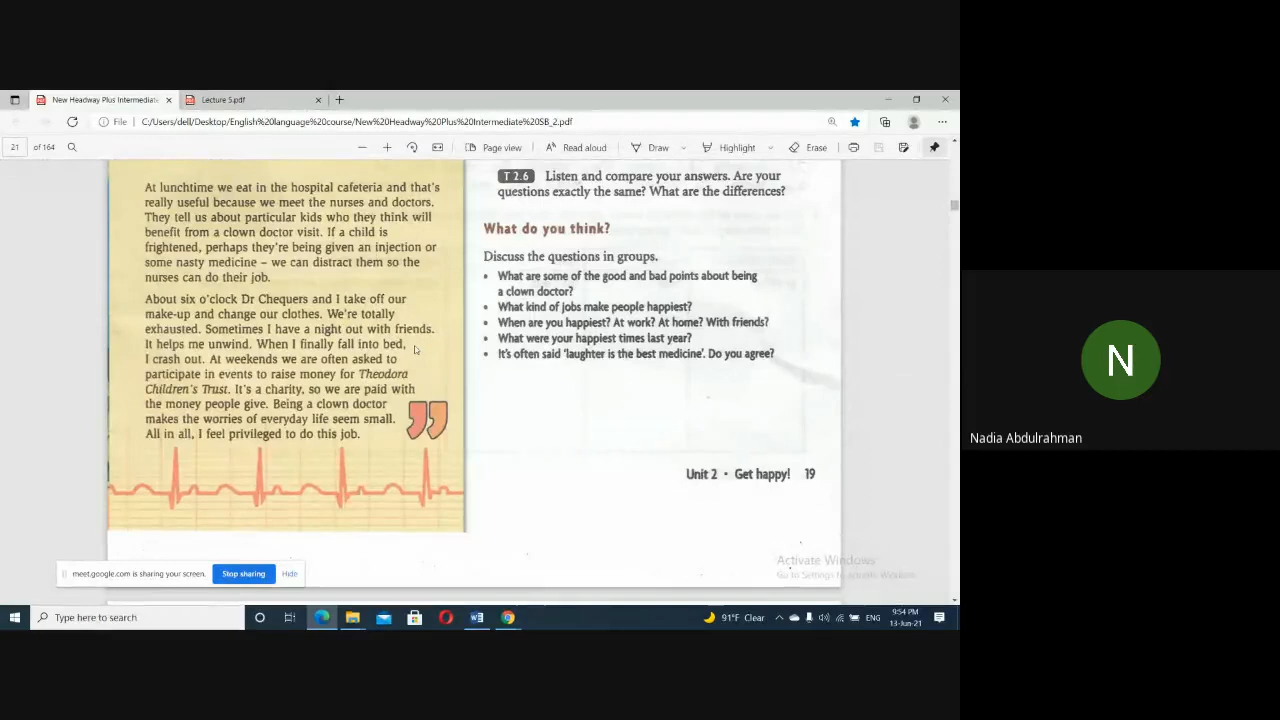 New Headway Plus Intermediate
Lecture 5.pdf
File
C:/Users/dell/Desktop/English%20language%20course/New%20Headway%20Plus%20Intermediate%20SB_2.pdf
21 of 164
Page view
Read aloud
Draw
Highlight
Erase
At lunchtime we eat in the hospital cafeteria and that's
really useful because we meet the nurses and doctors.
They tell us about particular kids who they think will
benefit from a clown doctor visit. If a child is
frightened, perhaps they're being given an injection or
some nasty medicine – we can distract them so the
nurses can do their job.
About six o'clock Dr Chequers and I take off our
make-up and change our clothes. We're totally
exhausted. Sometimes I have a night out with friends.
It helps me unwind. When I finally fall into bed,
I crash out. At weekends we are often asked to
participate in events to raise money for Theodora
Children's Trust. It's a charity, so we are paid with
the money people give. Being a clown doctor
makes the worries of everyday life seem small.
All in all, I feel privileged to do this job.
T 2.6 Listen and compare your answers. Are your
questions exactly the same? What are the differences?
What do you think?
Discuss the questions in groups.
• What are some of the good and bad points about being
a clown doctor?
• What kind of jobs make people happiest?
• When are you happiest? At work? At home? With friends?
• What were your happiest times last year?
• It's often said 'laughter is the best medicine'. Do you agree?
Unit 2 • Get happy! 19
Activate Windows
Go to Settings to activate Windows.
meet.google.com is sharing your screen.
Stop sharing
Hide
Type here to search
91°F Clear
ENG
9:54 PM
13-Jun-21
N
Nadia Abdulrahman